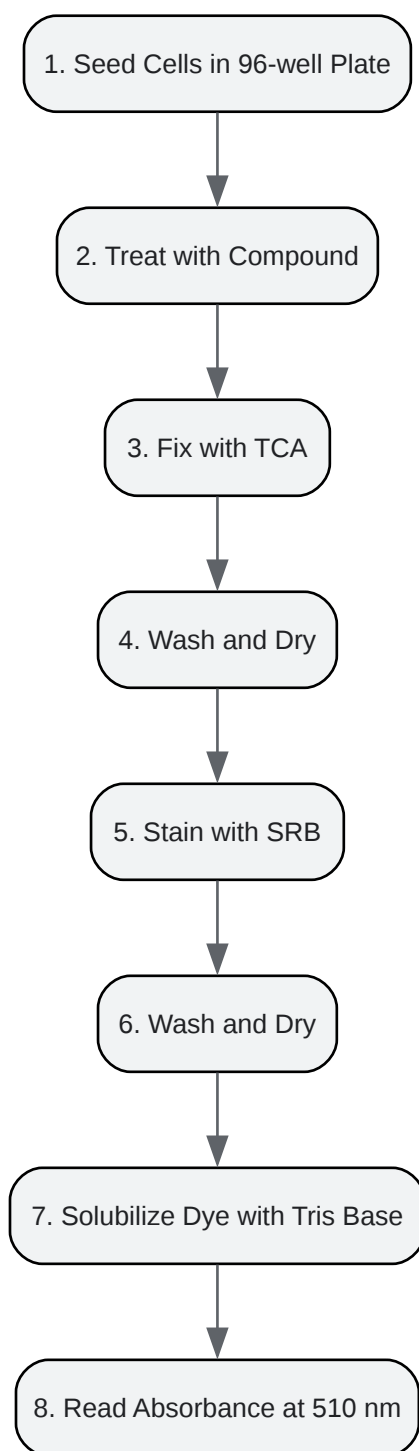 1. Seed Cells in 96-well Plate
2. Treat with Compound
3. Fix with TCA
4. Wash and Dry
5. Stain with SRB
6. Wash and Dry
7. Solubilize Dye with Tris Base
8. Read Absorbance at 510 nm